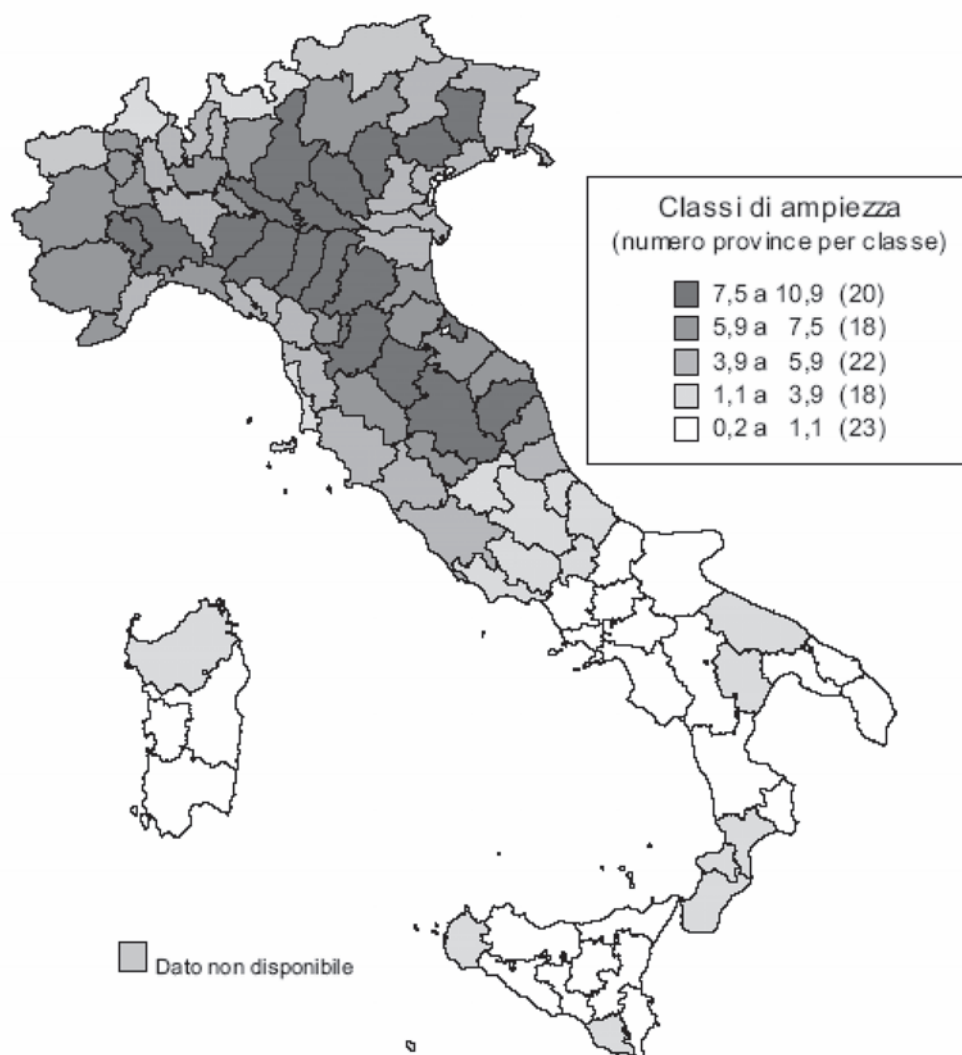 Classi di ampiezza
(numero province per classe)
7,5 a 10,9 (20)
5,9 a 7,5 (18)
3,9 a 5,9 (22)
1,1 a 3,9 (18)
0,2 a 1,1 (23)
Dato non disponibile